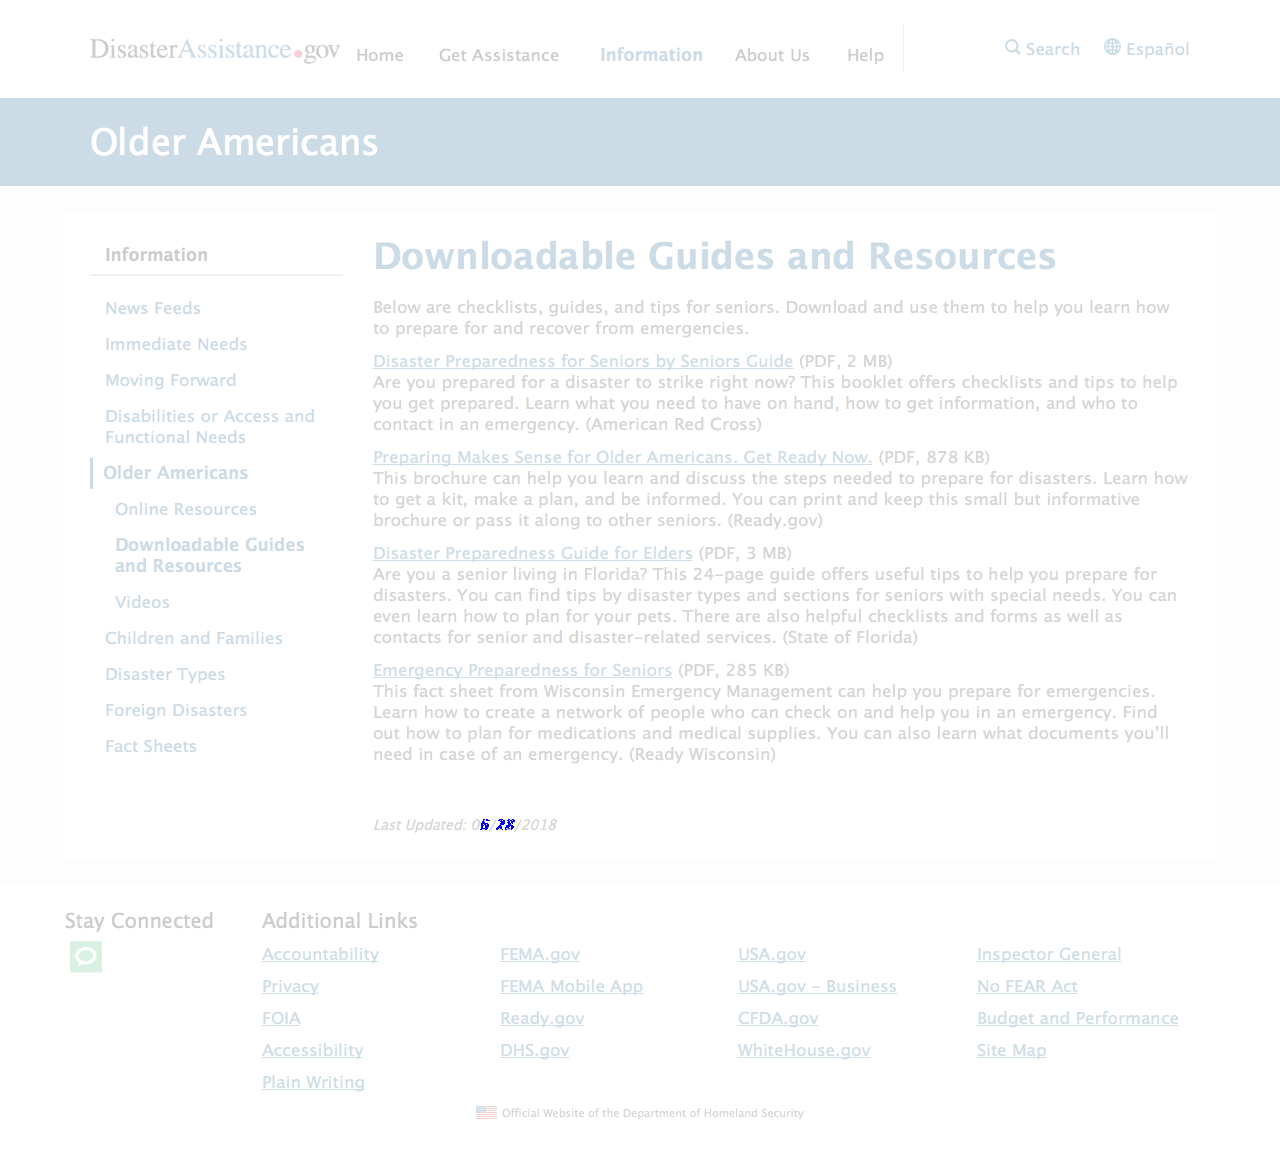 DisasterAssistance.gov
Home Get Assistance Information About Us Help
Search Español
Older Americans
Information
News Feeds
Immediate Needs
Moving Forward
Disabilities or Access and
Functional Needs
Older Americans
Online Resources
Downloadable Guides
and Resources
Videos
Children and Families
Disaster Types
Foreign Disasters
Fact Sheets
Downloadable Guides and Resources
Below are checklists, guides, and tips for seniors. Download and use them to help you learn how
to prepare for and recover from emergencies.
Disaster Preparedness for Seniors by Seniors Guide (PDF, 2 MB)
Are you prepared for a disaster to strike right now? This booklet offers checklists and tips to help
you get prepared. Learn what you need to have on hand, how to get information, and who to
contact in an emergency. (American Red Cross)
Preparing Makes Sense for Older Americans. Get Ready Now. (PDF, 878 KB)
This brochure can help you learn and discuss the steps needed to prepare for disasters. Learn how
to get a kit, make a plan, and be informed. You can print and keep this small but informative
brochure or pass it along to other seniors. (Ready.gov)
Disaster Preparedness Guide for Elders (PDF, 3 MB)
Are you a senior living in Florida? This 24-page guide offers useful tips to help you prepare for
disasters. You can find tips by disaster types and sections for seniors with special needs. You can
even learn how to plan for your pets. There are also helpful checklists and forms as well as
contacts for senior and disaster-related services. (State of Florida)
Emergency Preparedness for Seniors (PDF, 285 KB)
This fact sheet from Wisconsin Emergency Management can help you prepare for emergencies.
Learn how to create a network of people who can check on and help you in an emergency. Find
out how to plan for medications and medical supplies. You can also learn what documents you’ll
need in case of an emergency. (Ready Wisconsin)
Last Updated:
Stay Connected
Additional Links
Accountability FEMA.gov USA.gov Inspector General
Privacy FEMA Mobile App USA.gov - Business No FEAR Act
FOIA Ready.gov CFDA.gov Budget and Performance
Accessibility DHS.gov WhiteHouse.gov Site Map
Plain Writing
Official Website of the Department of Homeland Security